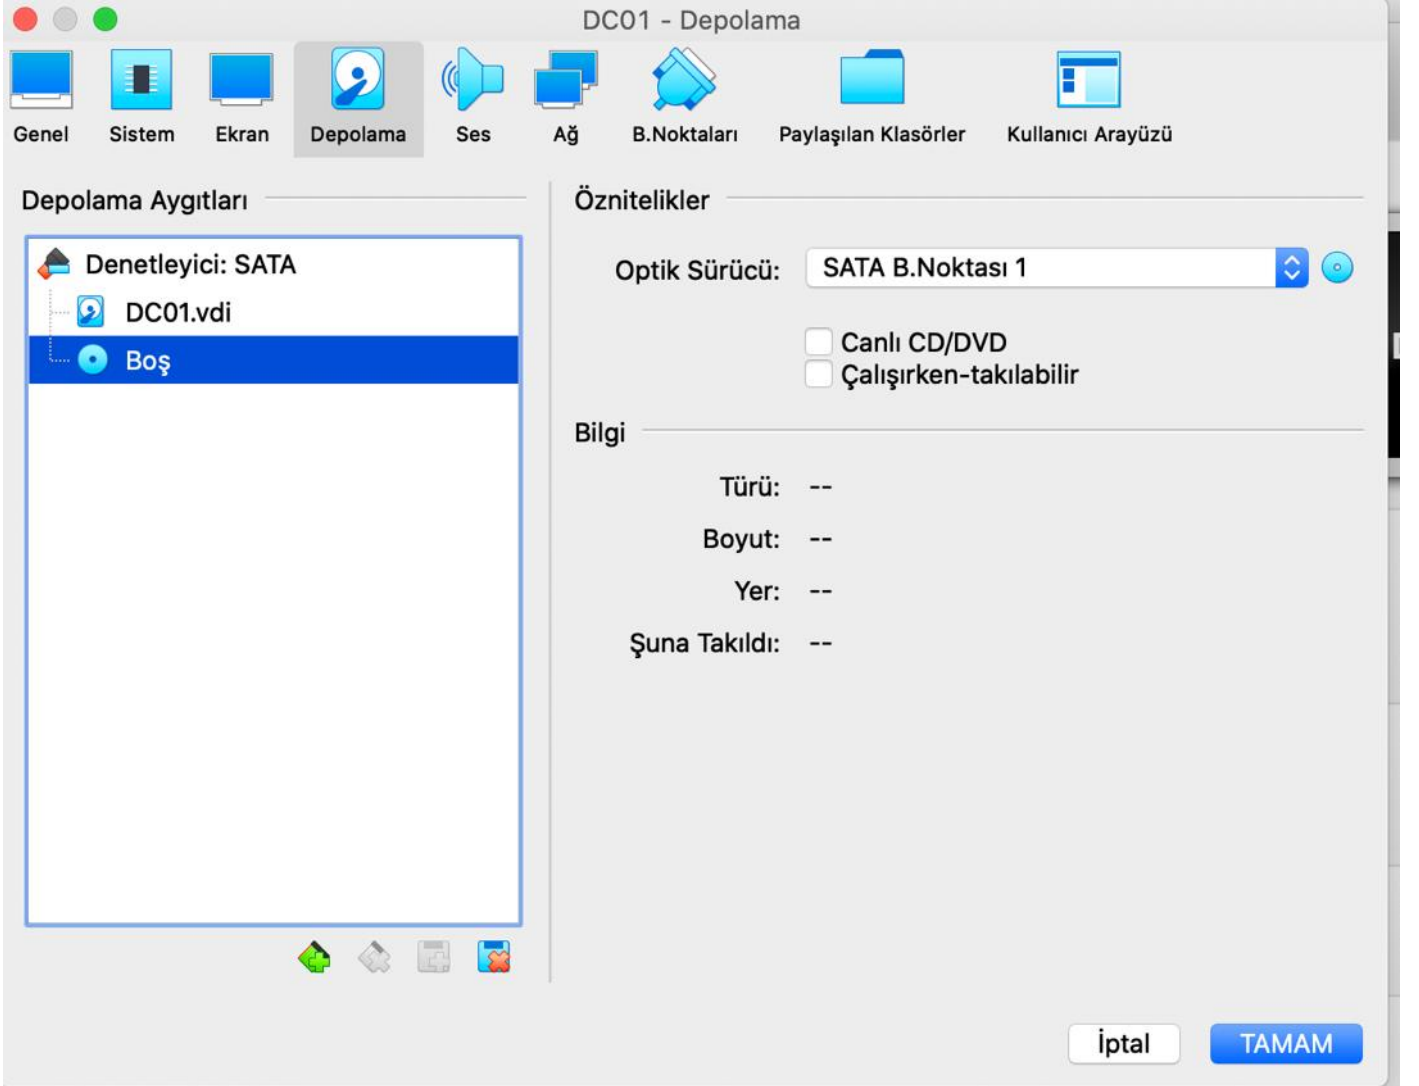 DC01 - Depolama
Genel Sistem Ekran Depolama Ses Ağ B.Noktaları Paylaşılan Klasörler Kullanıcı Arayüzü
Depolama Aygıtları
Denetleyici: SATA
DC01.vdi
Boş
Öznitelikler
Optik Sürücü: SATA B.Noktası 1
Canlı CD/DVD
Çalışırken-takılabilir
Bilgi
Türü: --
Boyut: --
Yer: --
Şuna Takıldı: --
İptal TAMAM